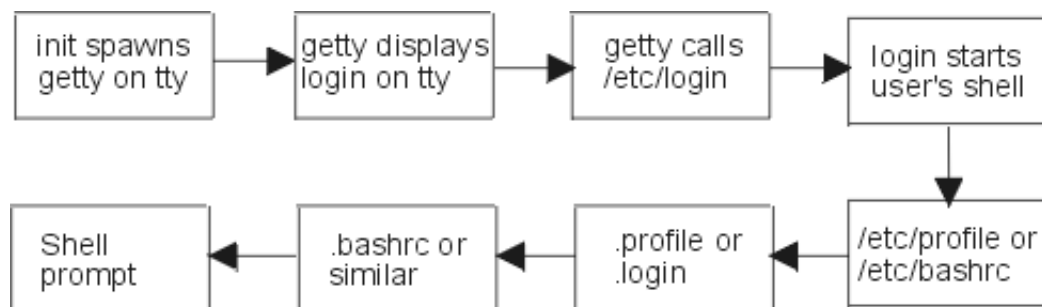 init spawns
getty on tty
getty displays
login on tty
getty calls
/etc/login
login starts
user's shell
/etc/profile or
/etc/bashrc
.profile or
.login
.bashrc or
similar
Shell
prompt